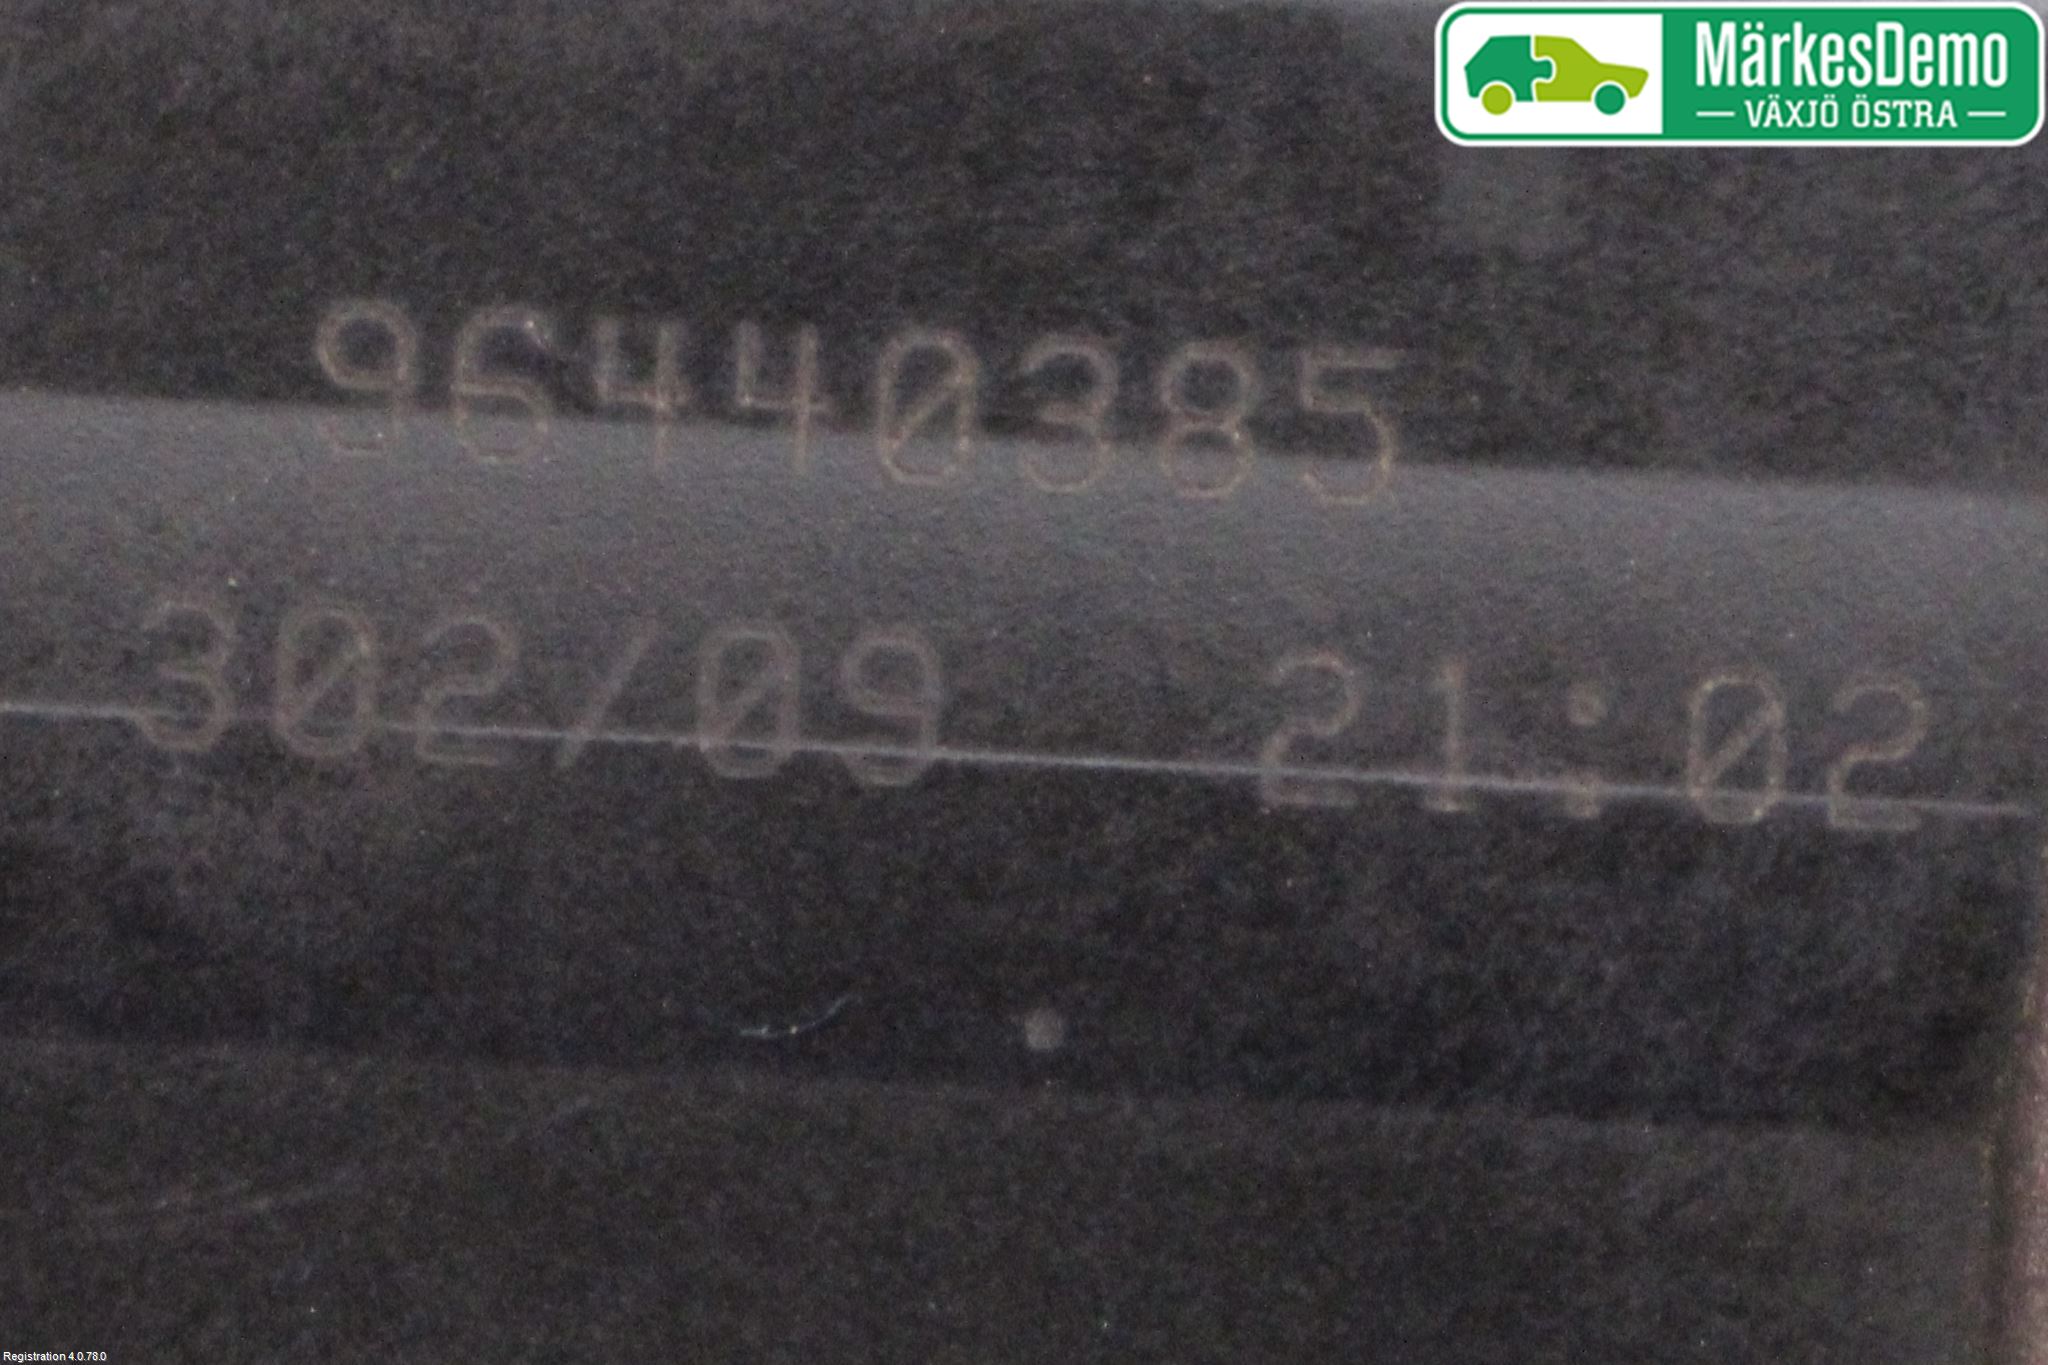 MärkesDemo
VÄXJÖ ÖSTRA
96440385
302/09 21:02
Registration 4.0.78.0